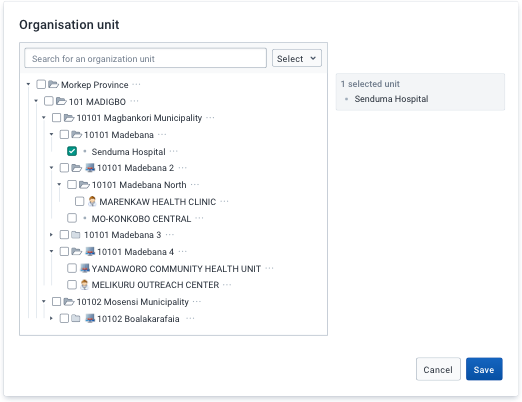 Organisation unit
Search for an organization unit
Select
Morkep Province
101 MADIGBO
10101 Magbankori Municipality
10101 Madebana
Senduma Hospital
10101 Madebana 2
10101 Madebana North
MARENKAW HEALTH CLINIC
MO-KONKOBO CENTRAL
10101 Madebana 3
10101 Madebana 4
YANDAWORO COMMUNITY HEALTH UNIT
MELIKURU OUTREACH CENTER
10102 Mosensi Municipality
10102 Boalakarafaia
1 selected unit
Senduma Hospital
Cancel
Save